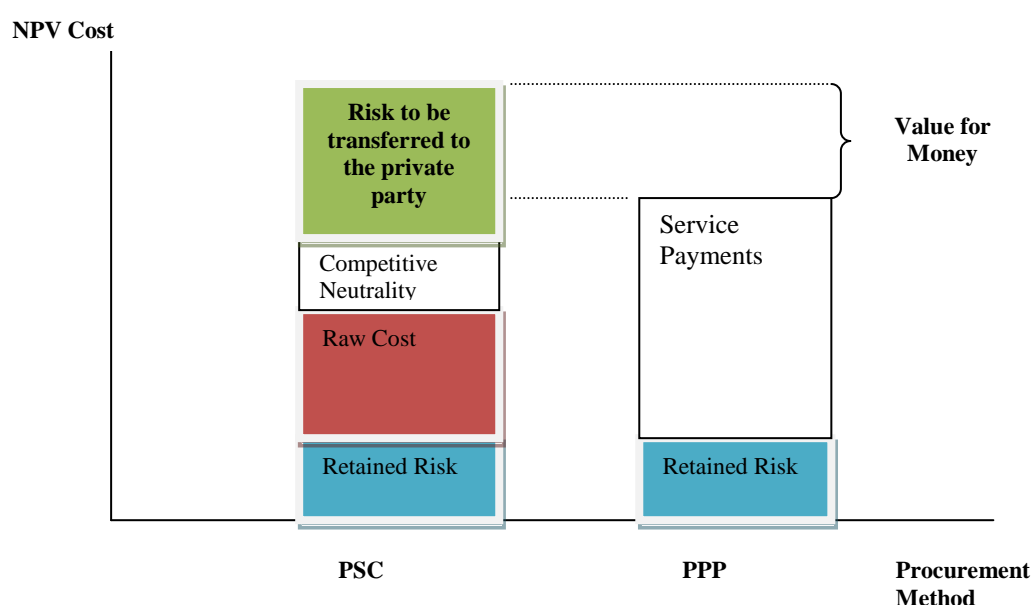 NPV Cost
Risk to be
transferred to
the private
party
Value for
Money
Service
Payments
Competitive
Neutrality
Raw Cost
Retained Risk
Retained Risk
PSC
PPP
Procurement
Method